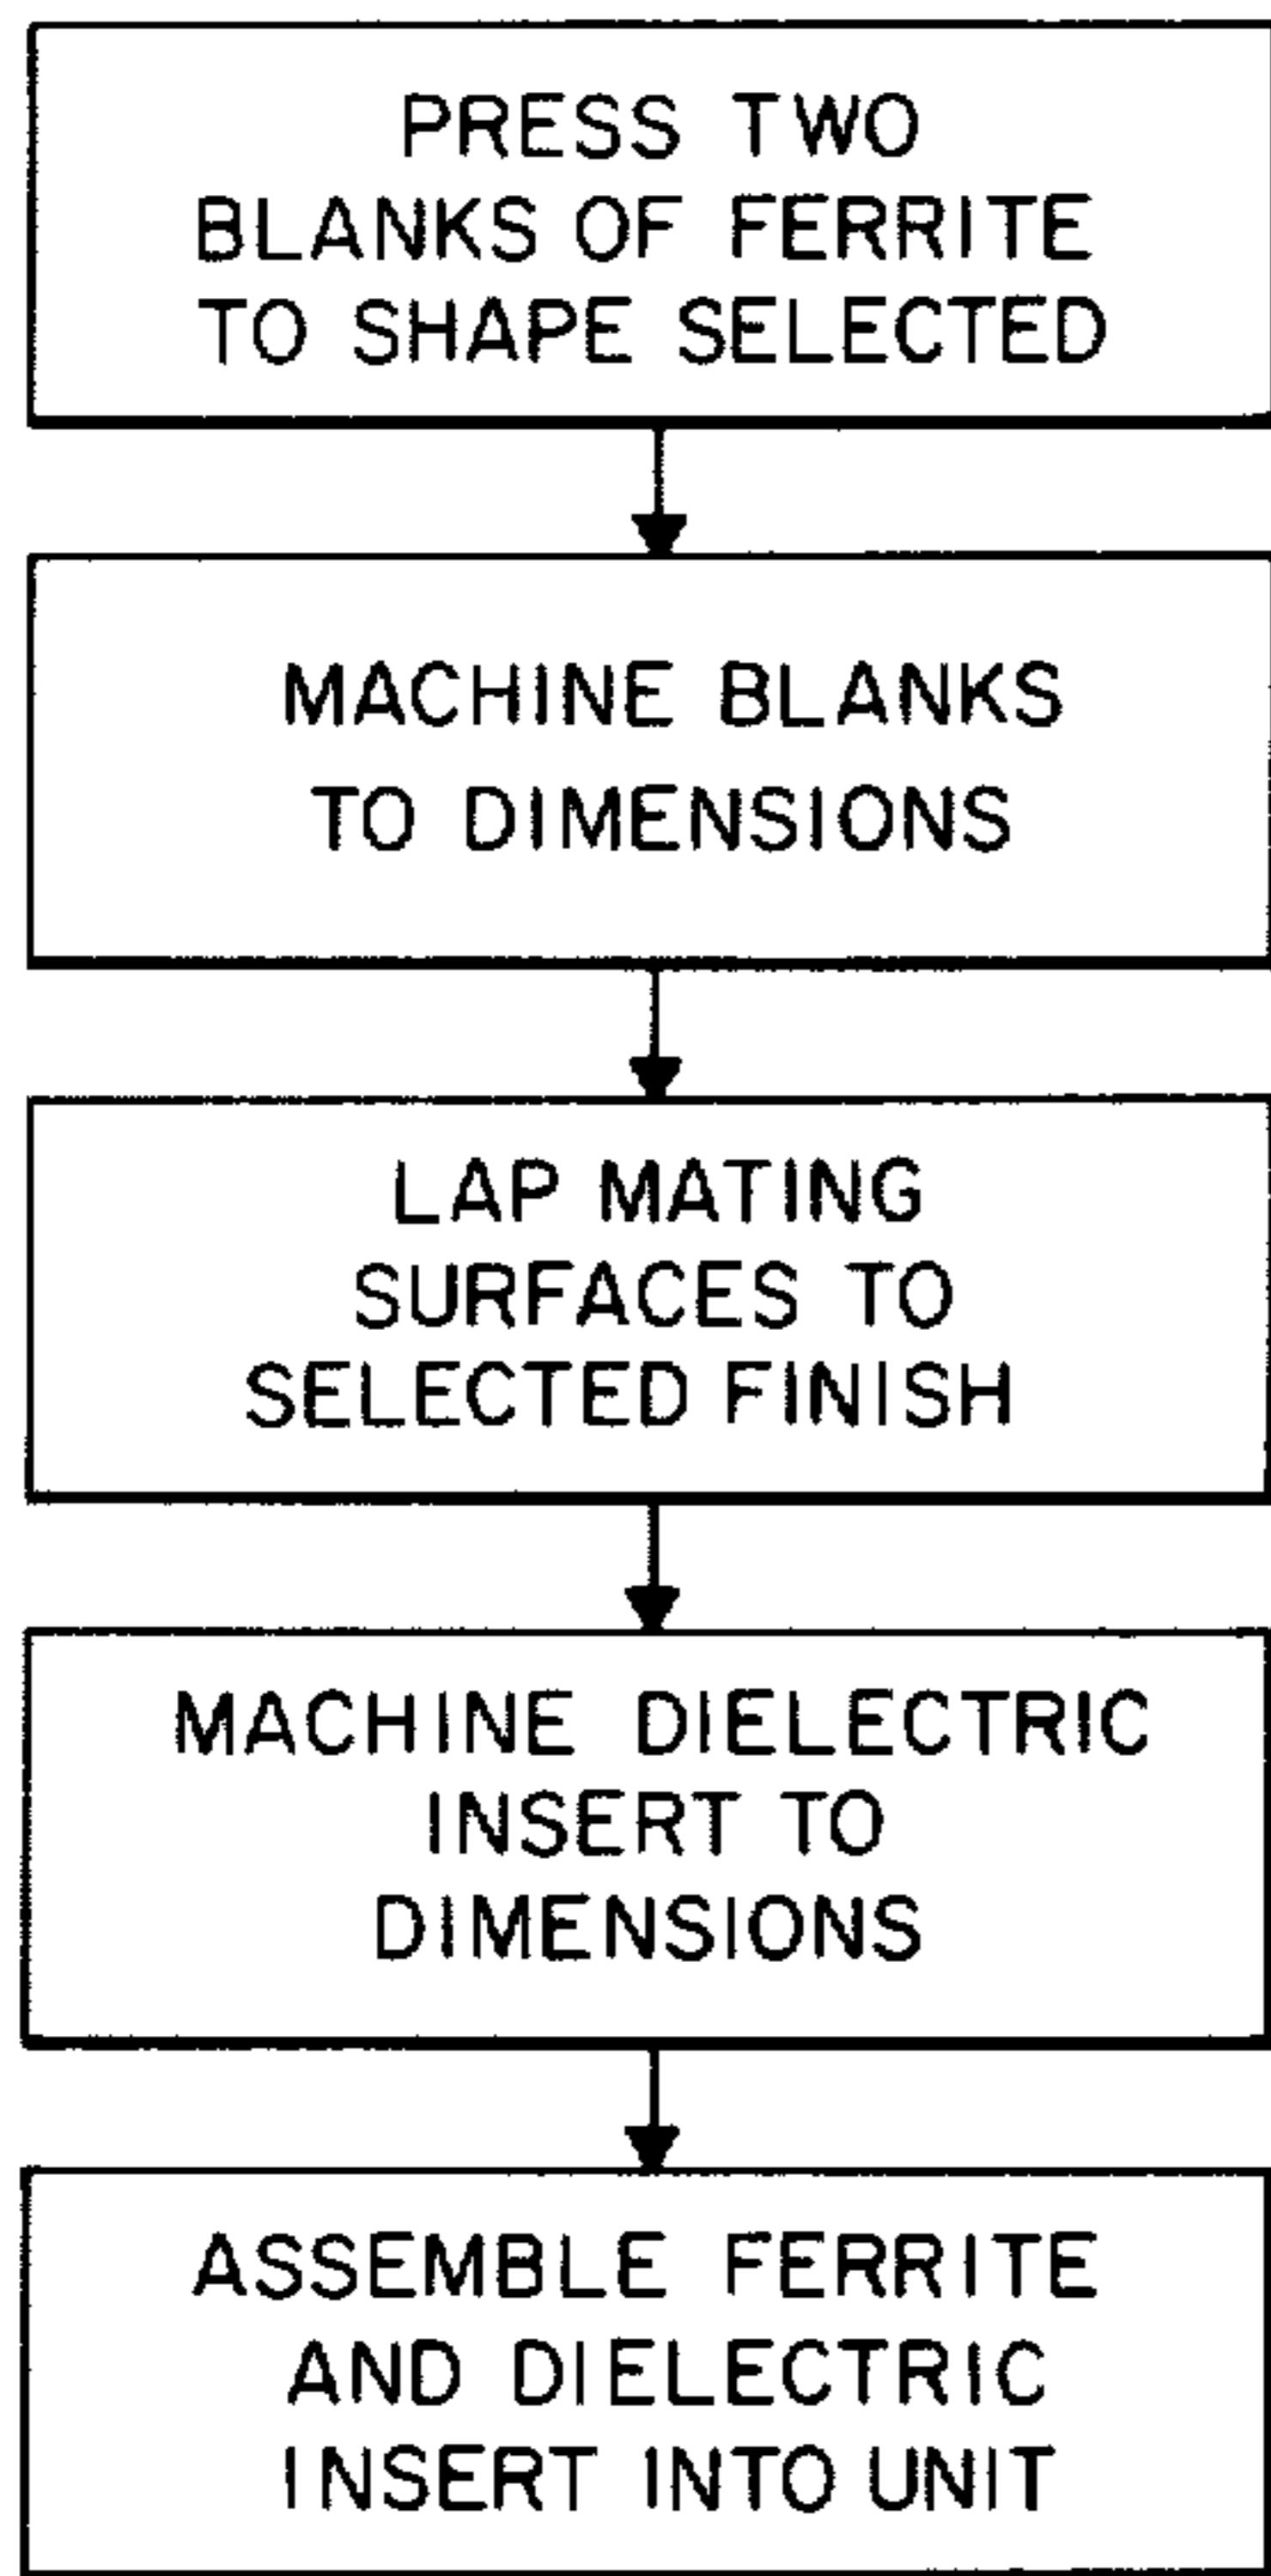 PRESS TWO
BLANKS OF FERRITE
TO SHAPE SELECTED
MACHINE BLANKS
TO DIMENSIONS
LAP MATING
SURFACES TO
SELECTED FINISH
MACHINE DIELECTRIC
INSERT TO
DIMENSIONS
ASSEMBLE FERRITE
AND DIELECTRIC
INSERT INTO UNIT